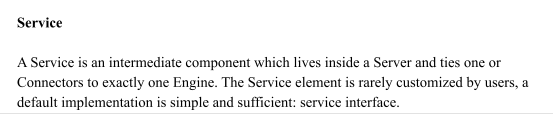 Service
A Service is an intermediate component which lives inside a Server and ties one or
Connectors to exactly one Engine. The Service element is rarely customized by users, a
default implementation is simple and sufficient: service interface.